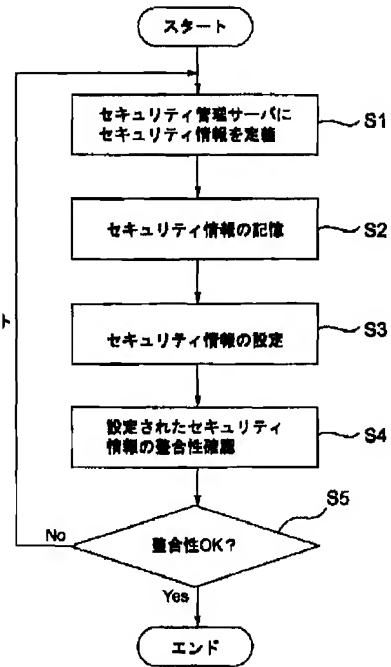 スタート
セキュリティ管理サーバに
セキュリティ情報を定義
S1
セキュリティ情報の記憶
S2
セキュリティ情報の設定
S3
設定されたセキュリティ
情報の整合性確認
S4
S5
整合性OK?
No
Yes
エンド
ト